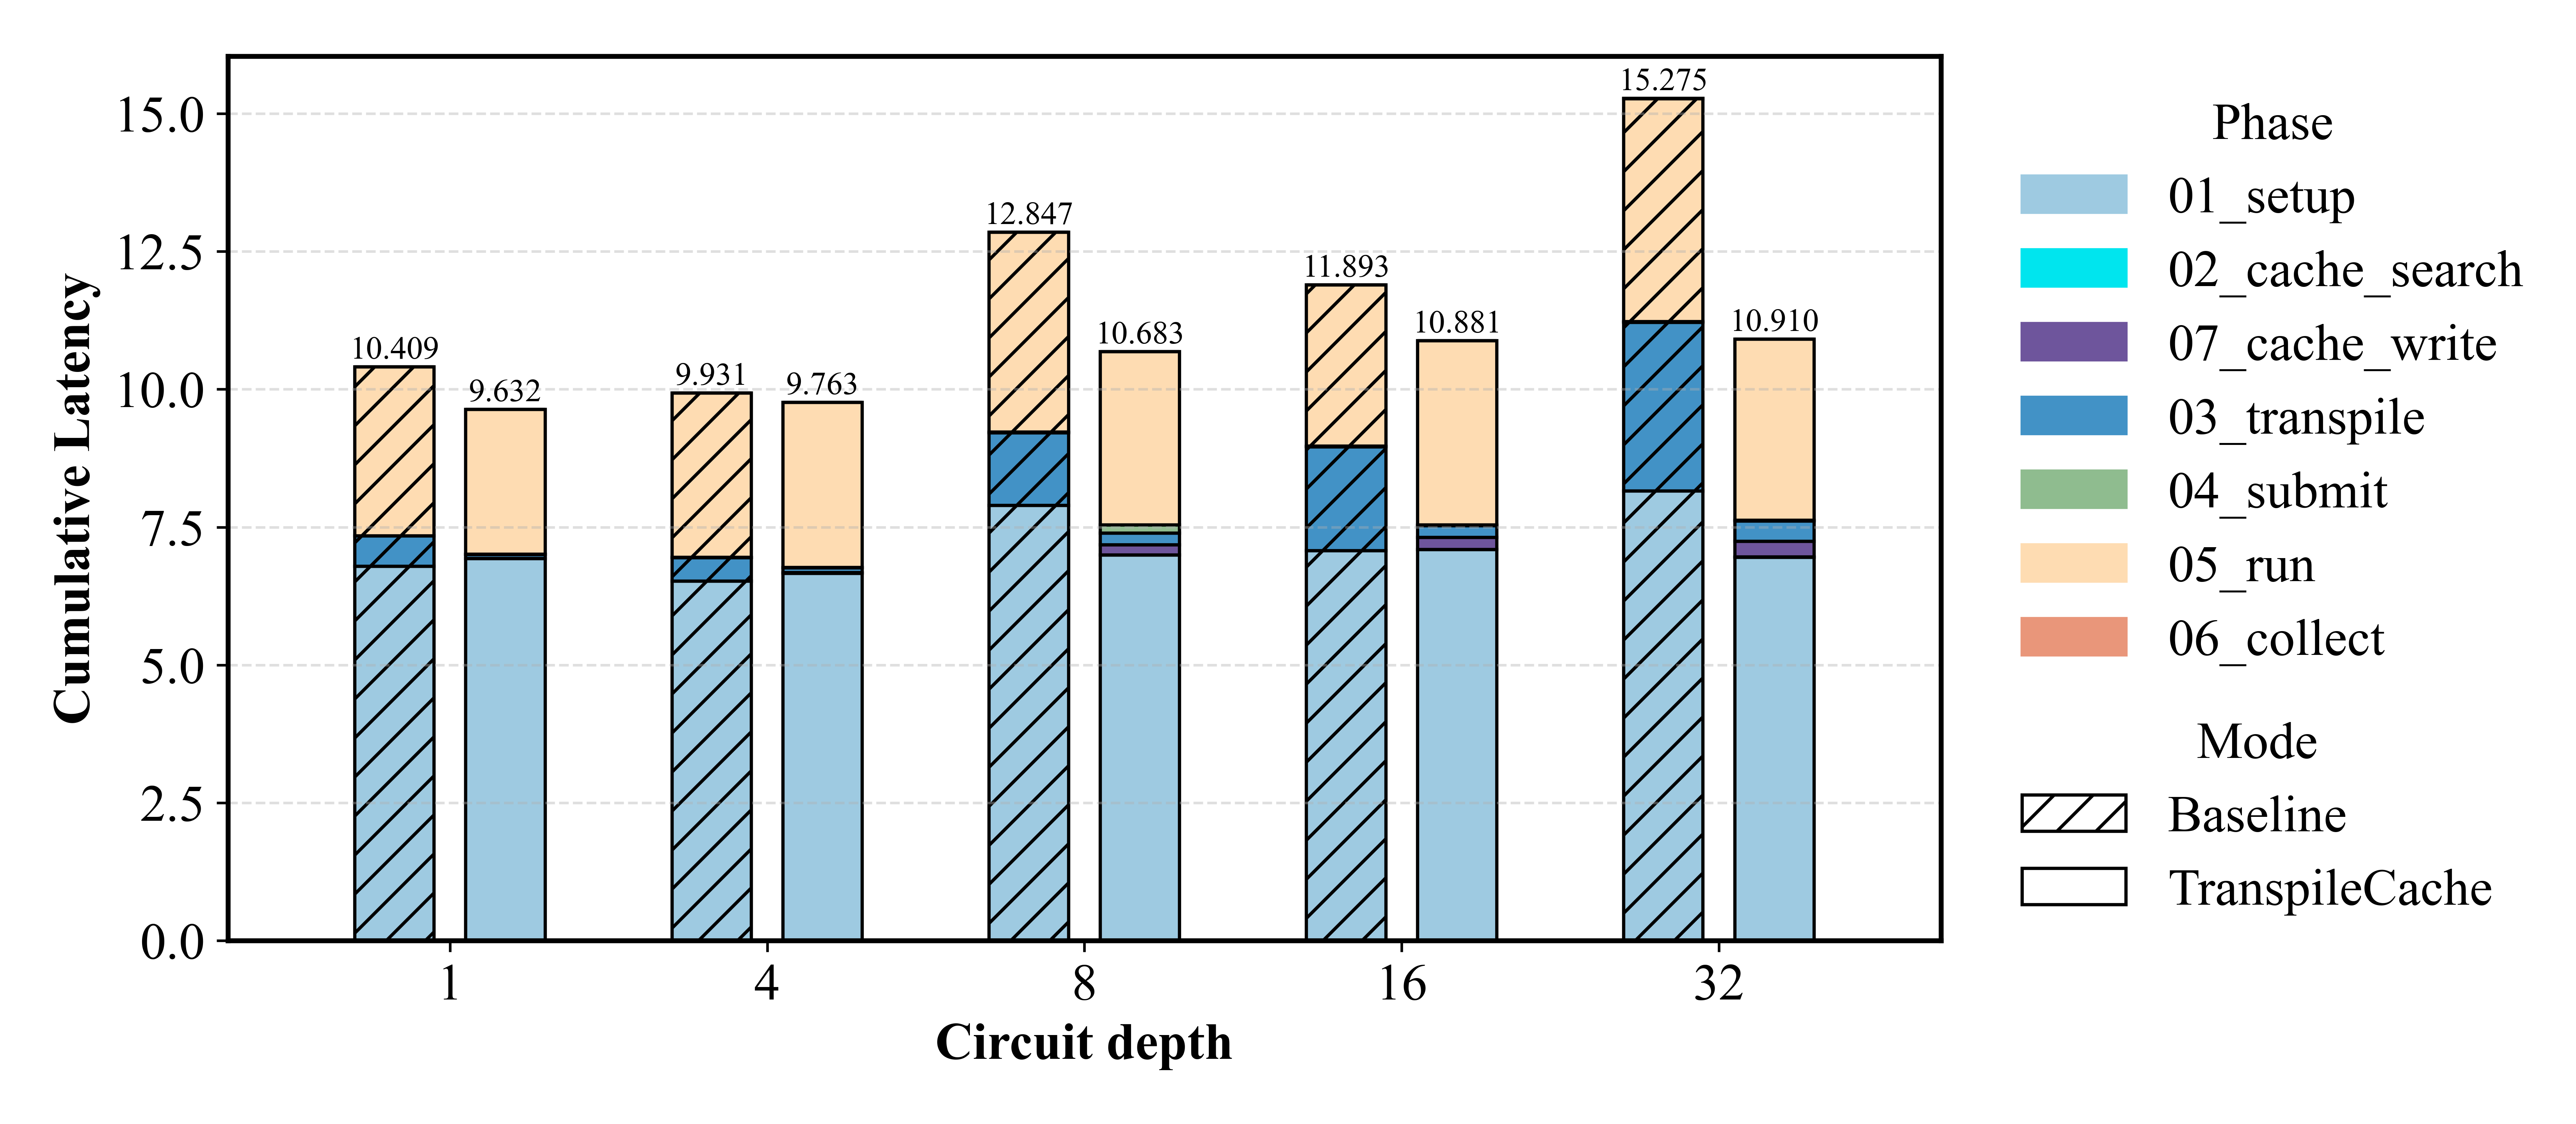 15.275
15.0
12.847
12.5
11.893
10.881
10.910
10.683
10.409
9.931
9.763
9.632
10.0
7.5
5.0
2.5
0.0
Cumulative Latency
1
4
8
16
32
Circuit depth
Phase
01_setup
02_cache_search
07_cache_write
03_transpile
04_submit
05_run
06_collect
Mode
Baseline
TranspileCache